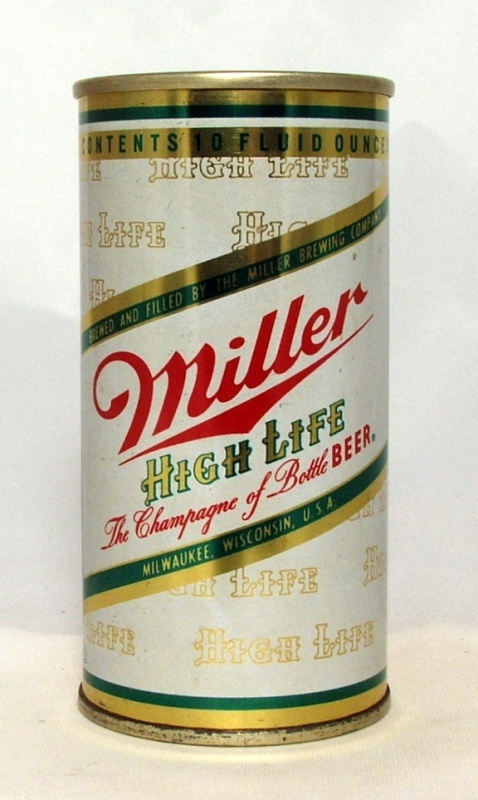 CONTENTS 10 FLUID OUNCE
HIGH LIFE
LIFE
BREWED AND FILLED BY THE MILLER BREWING COMPANY
Miller
HIGH LIFE
The Champagne of Bottle BEER.
MILWAUKEE, WISCONSIN, U.S.A.
LIFE
HIGH LIFE